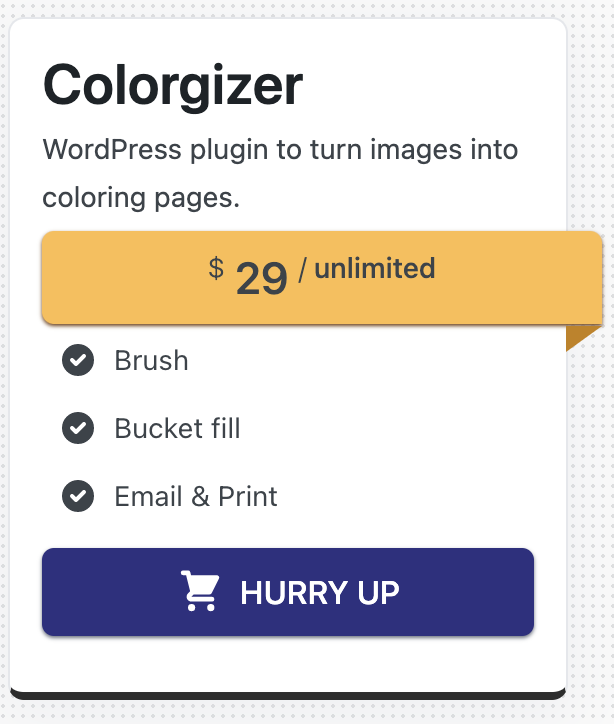 Colorgizer
WordPress plugin to turn images into
coloring pages.
$ 29 / unlimited
Brush
Bucket fill
Email & Print
HURRY UP